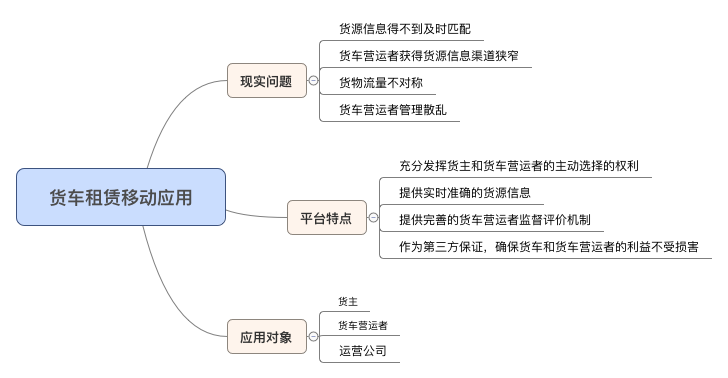 货车租赁移动应用
现实问题
货源信息得不到及时匹配
货车营运者获得货源信息渠道狭窄
货物流量不对称
货车营运者管理散乱
平台特点
充分发挥货主和货车营运者的主动选择的权利
提供实时准确的货源信息
提供完善的货车营运者监督评价机制
作为第三方保证，确保货车和货车营运者的利益不受损害
应用对象
货主
货车营运者
运营公司